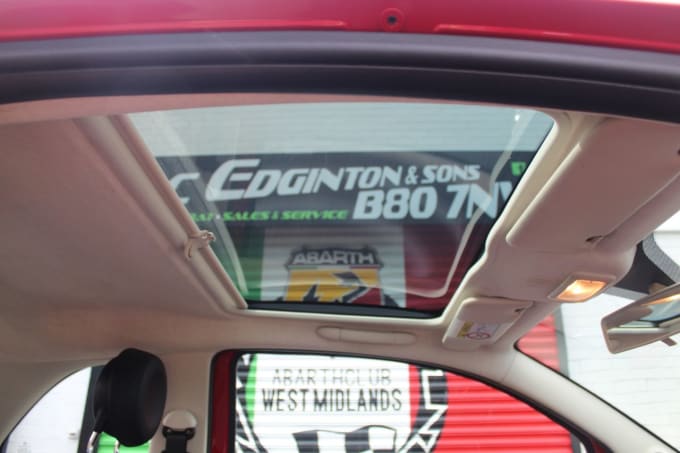 C EDGINTON & SONS
SALES & SERVICE B80 7N
ABARTH
ABARTHCLUB
WEST MIDLANDS